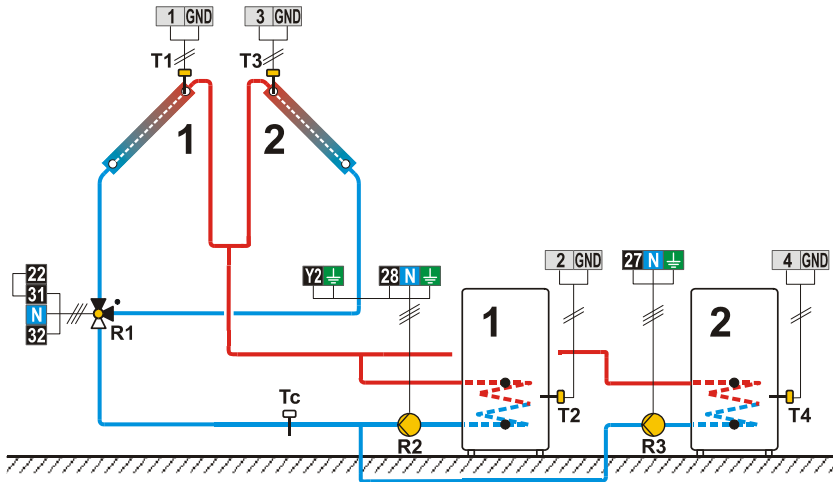 1 GND
3 GND
T1
T3
1
2
22
31
N
32
R1
Y2
28 N
2 GND
27 N
4 GND
1
2
Tc
R2
T2
R3
T4